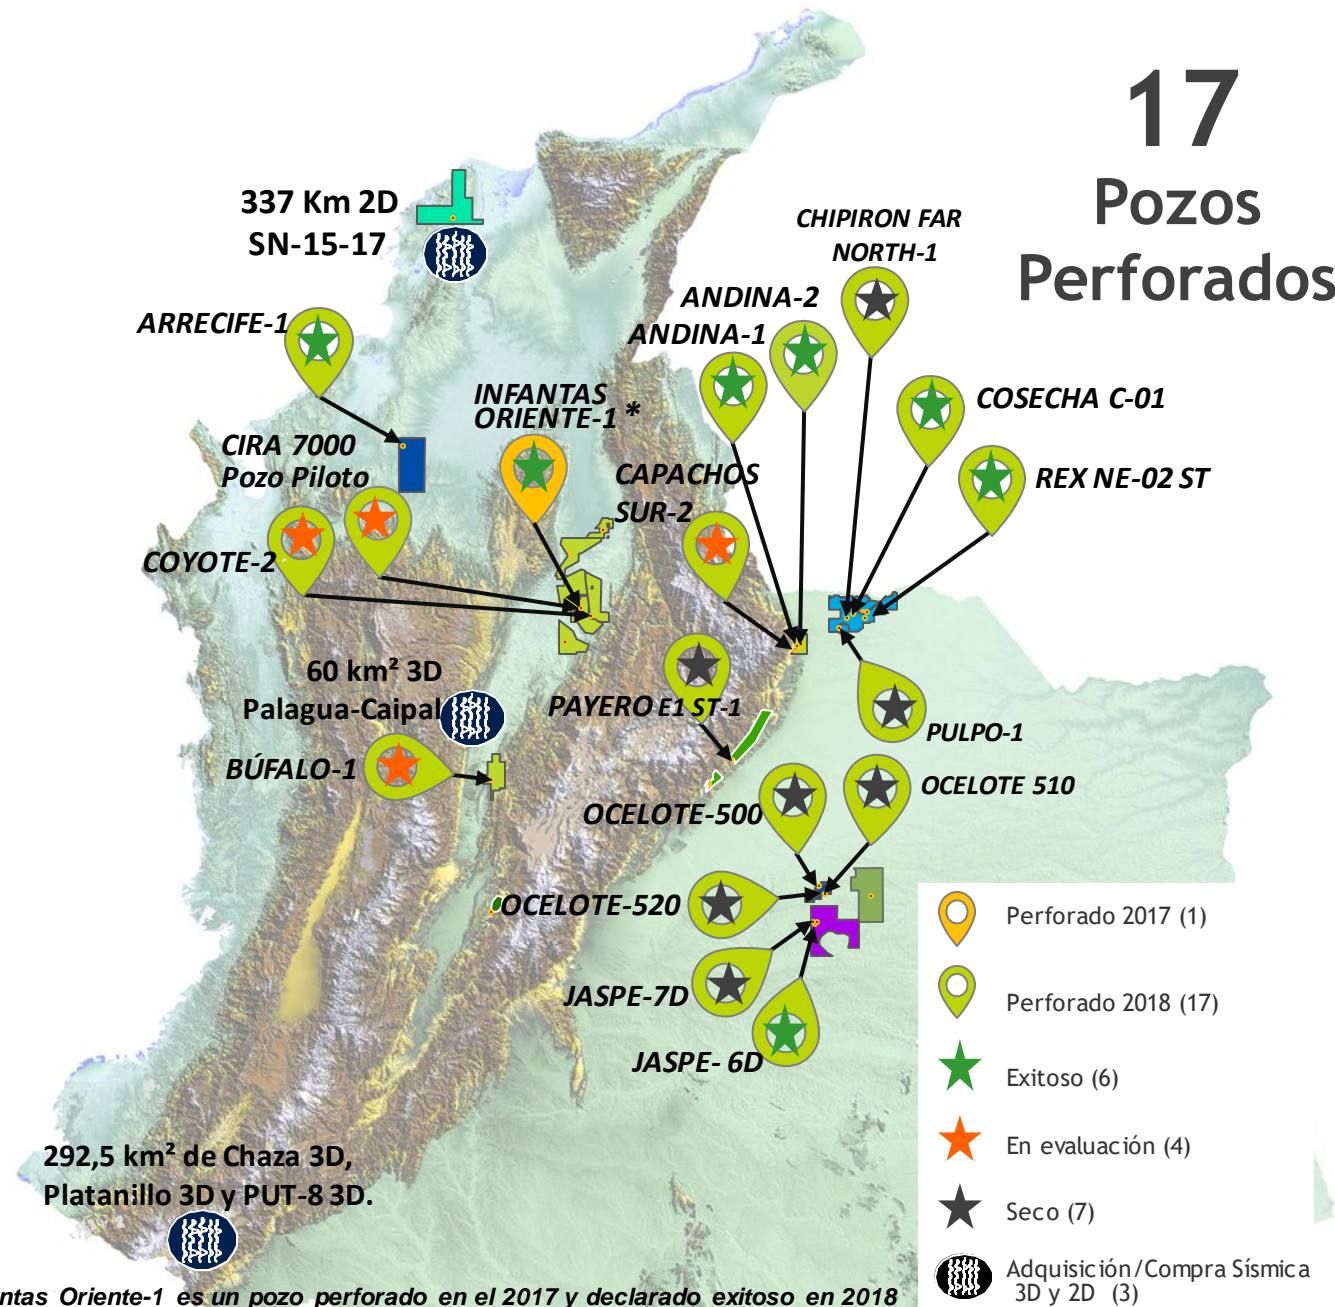 17
Pozos
Perforados
337 Km 2D
SN-15-17
CHIPIRON FAR
NORTH-1
ANDINA-2
ANDINA-1
ARRECIFE-1
COSECHA C-01
INFANTAS
ORIENTE-1 *
CIRA 7000
Pozo Piloto
CAPACHOS
SUR-2
REX NE-02 ST
COYOTE-2
60 km² 3D
Palagua-Caipal
PAYERO E1 ST-1
PULPO-1
BÚFALO-1
OCELOTE-500
OCELOTE 510
OCELOTE-520
JASPE-7D
JASPE- 6D
Perforado 2017 (1)
Perforado 2018 (17)
Exitoso (6)
En evaluación (4)
Seco (7)
Adquisición/Compra Sísmica
3D y 2D (3)
292,5 km² de Chaza 3D,
Platanillo 3D y PUT-8 3D.
ntas Oriente-1 es un pozo perforado en el 2017 y declarado exitoso en 2018